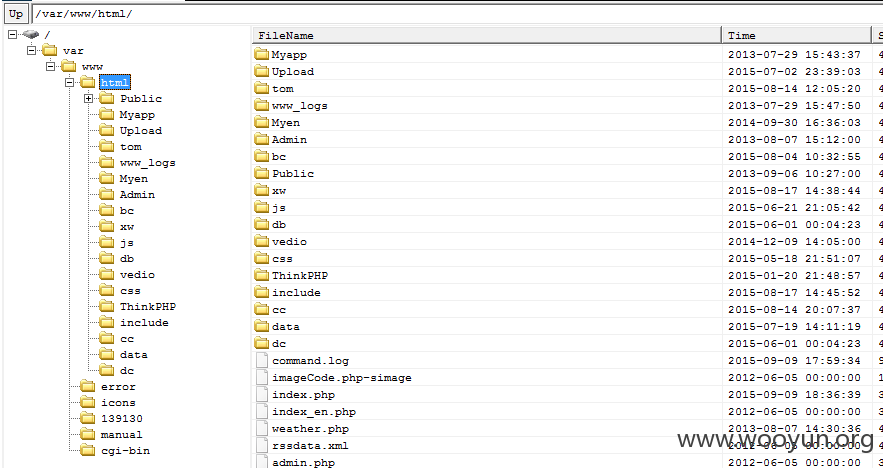 Up /var/www/html/
/
var
www
html
Public
Myapp
Upload
tom
www_logs
Myen
Admin
bc
xw
js
db
vedio
css
ThinkPHP
include
cc
data
dc
error
icons
139130
manual
cgi-bin
FileName Time S
Myapp 2013-07-29 15:43:37 4
Upload 2015-07-02 23:39:03 4
tom 2015-08-14 12:05:20 4
www_logs 2013-07-29 15:47:50 4
Myen 2014-09-30 16:36:03 4
Admin 2013-08-07 15:12:00 4
bc 2015-08-04 10:32:55 4
Public 2013-09-06 10:27:00 4
xw 2015-08-17 14:38:44 4
js 2015-06-21 21:05:42 4
db 2015-06-01 00:04:23 4
vedio 2014-12-09 14:05:00 4
css 2015-05-18 21:51:07 4
ThinkPHP 2015-01-20 21:48:57 4
include 2015-08-17 14:45:52 4
cc 2015-08-14 20:07:37 4
data 2015-07-19 14:11:19 4
dc 2015-06-01 00:04:23 4
command.log 2015-09-09 17:59:34 9
imageCode.php-simage 2012-06-05 00:00:00 1
index.php 2015-09-09 18:36:39 3
index_en.php 2012-06-05 00:00:00 3
weather.php 2013-08-07 14:30:36
rssdata.xml 2012-06-05 00:00:00 4
admin.php 2012-06-05 00:00:00 3
www.wooyun.org